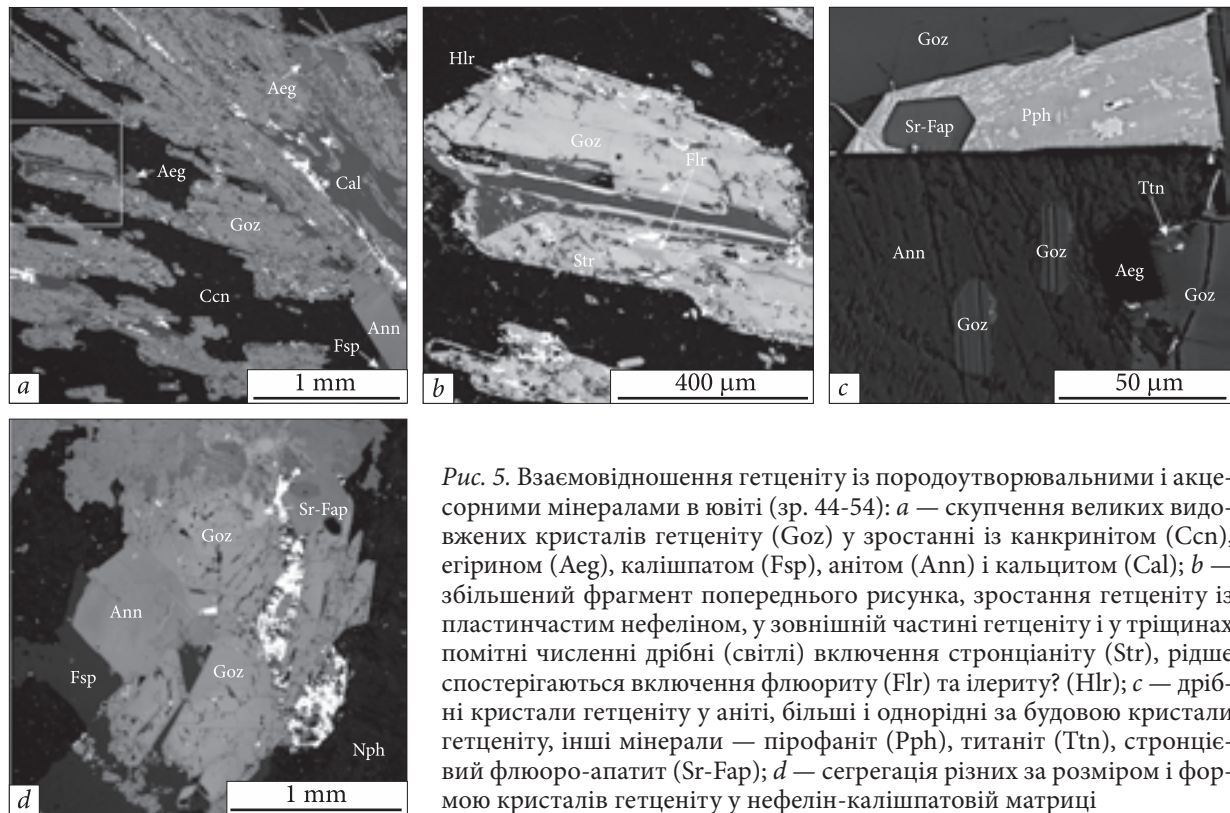 Aeg
Aeg
Cal
Goz
Ccn
Ann
Fsp
a
1 mm
Hlr
Goz
Flr
Str
b
400 μm
Goz
Pph
Sr-Fap
Ttn
Ann
Goz
Aeg
Goz
Goz
c
50 μm
Sr-Fap
Goz
Ann
Goz
Fsp
Nph
d
1 mm
Рис. 5. Взаємовідношення гетценіту із породоутворювальними і акце-
сорними мінералами в ювіті (зр. 44-54): a — скупчення великих видо-
вжених кристалів гетценіту (Goz) у зростанні із канкринітом (Ccn),
егірином (Aeg), калішпатом (Fsp), анітом (Ann) і кальцитом (Cal); b —
збільшений фрагмент попереднього рисунка, зростання гетценіту із
пластинчастим нефеліном, у зовнішній частині гетценіту і у тріщинах
помітні численні дрібні (світлі) включення стронціаніту (Str), рідше
спостерігаються включення флюориту (Flr) та ілериту? (Hlr); c — дріб-
ні кристали гетценіту у аніті, більші і однорідні за будовою кристали
гетценіту, інші мінерали — пірофаніт (Pph), титаніт (Ttn), стронціє-
вий флюоро-апатит (Sr-Fap); d — сегрегація різних за розміром і фор-
мою кристалів гетценіту у нефелін-калішпатовій матриці